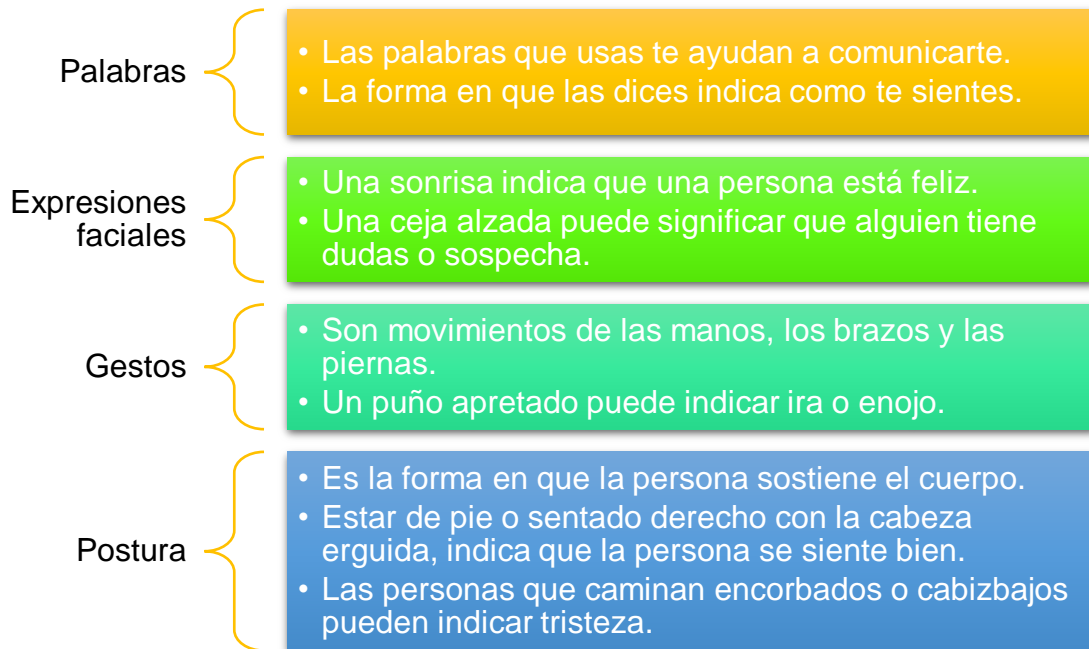 Palabras
• Las palabras que usas te ayudan a comunicarte.
• La forma en que las dices indica como te sientes.
Expresiones
faciales
• Una sonrisa indica que una persona está feliz.
• Una ceja alzada puede significar que alguien tiene
dudas o sospecha.
Gestos
• Son movimientos de las manos, los brazos y las
piernas.
• Un puño apretado puede indicar ira o enojo.
Postura
• Es la forma en que la persona sostiene el cuerpo.
• Estar de pie o sentado derecho con la cabeza
erguida, indica que la persona se siente bien.
• Las personas que caminan encorbados o cabizbajos
pueden indicar tristeza.